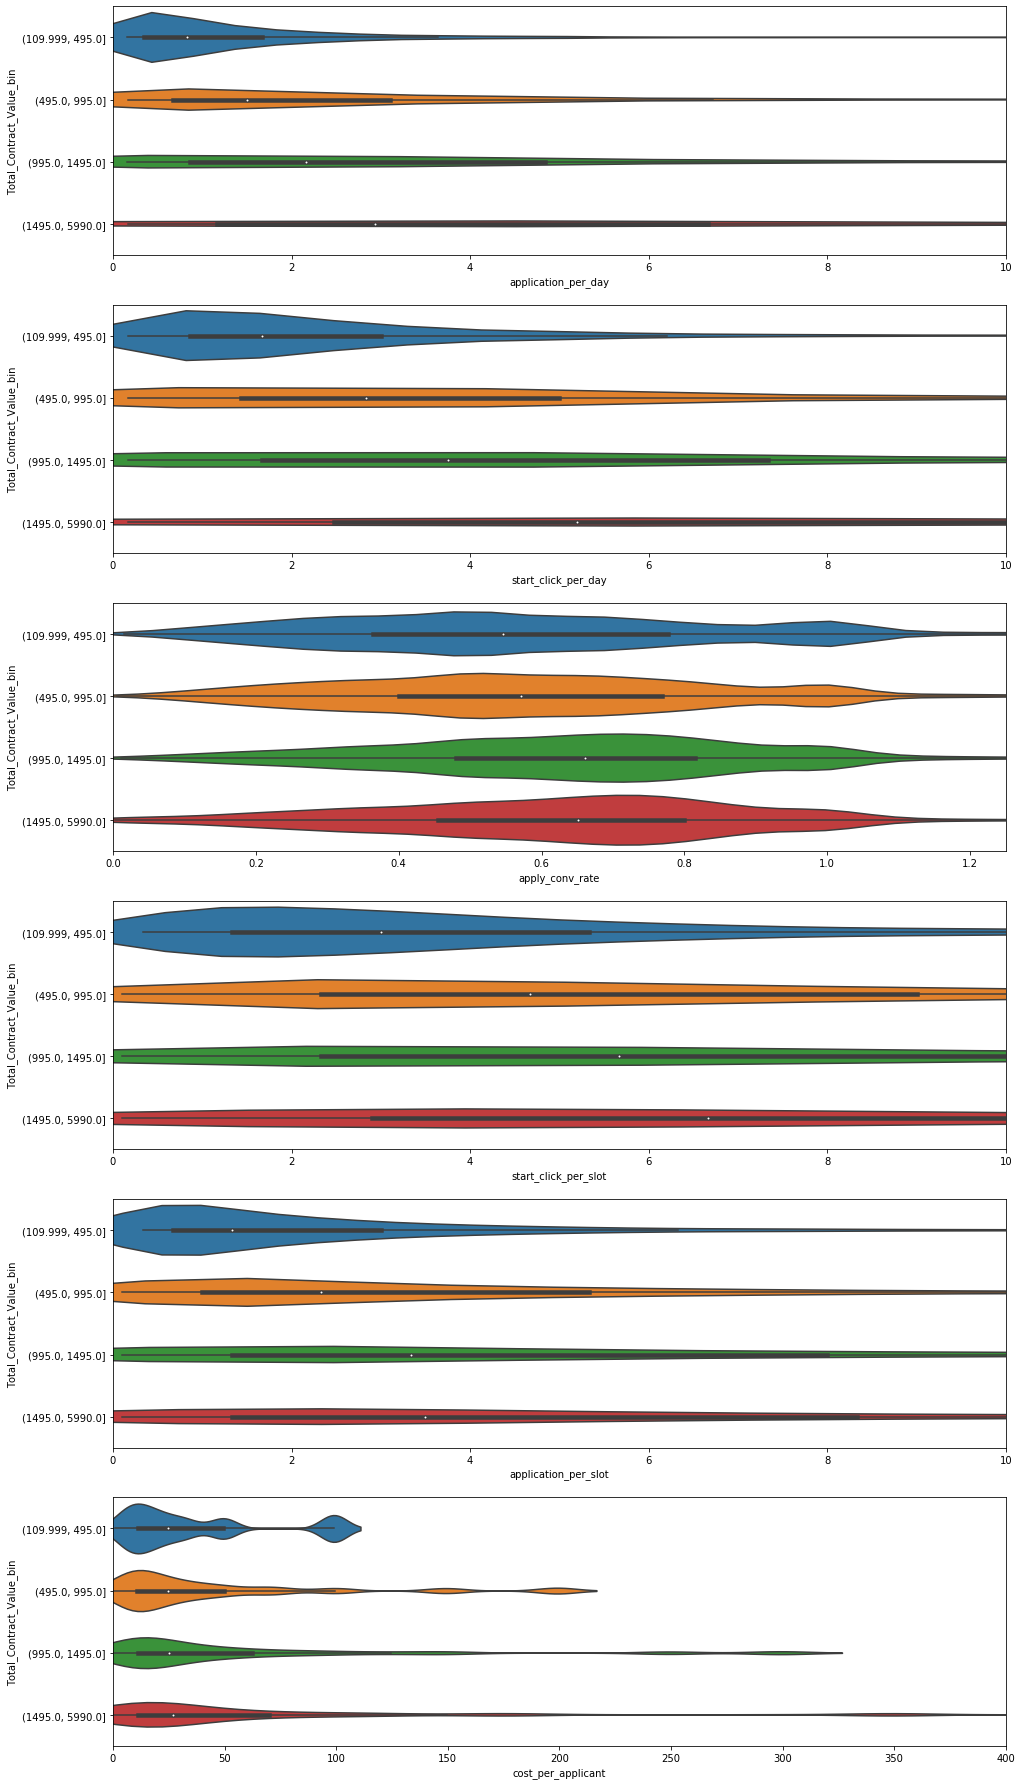 Total_Contract_Value_bin
(109.999, 495.0]
(495.0, 995.0]
(995.0, 1495.0]
(1495.0, 5990.0]
0 2 4 6 8 10
application_per_day
Total_Contract_Value_bin
(109.999, 495.0]
(495.0, 995.0]
(995.0, 1495.0]
(1495.0, 5990.0]
0 2 4 6 8 10
start_click_per_day
Total_Contract_Value_bin
(109.999, 495.0]
(495.0, 995.0]
(995.0, 1495.0]
(1495.0, 5990.0]
0.0 0.2 0.4 0.6 0.8 1.0 1.2
apply_conv_rate
Total_Contract_Value_bin
(109.999, 495.0]
(495.0, 995.0]
(995.0, 1495.0]
(1495.0, 5990.0]
0 2 4 6 8 10
start_click_per_slot
Total_Contract_Value_bin
(109.999, 495.0]
(495.0, 995.0]
(995.0, 1495.0]
(1495.0, 5990.0]
0 2 4 6 8 10
application_per_slot
Total_Contract_Value_bin
(109.999, 495.0]
(495.0, 995.0]
(995.0, 1495.0]
(1495.0, 5990.0]
0 50 100 150 200 250 300 350 400
cost_per_applicant